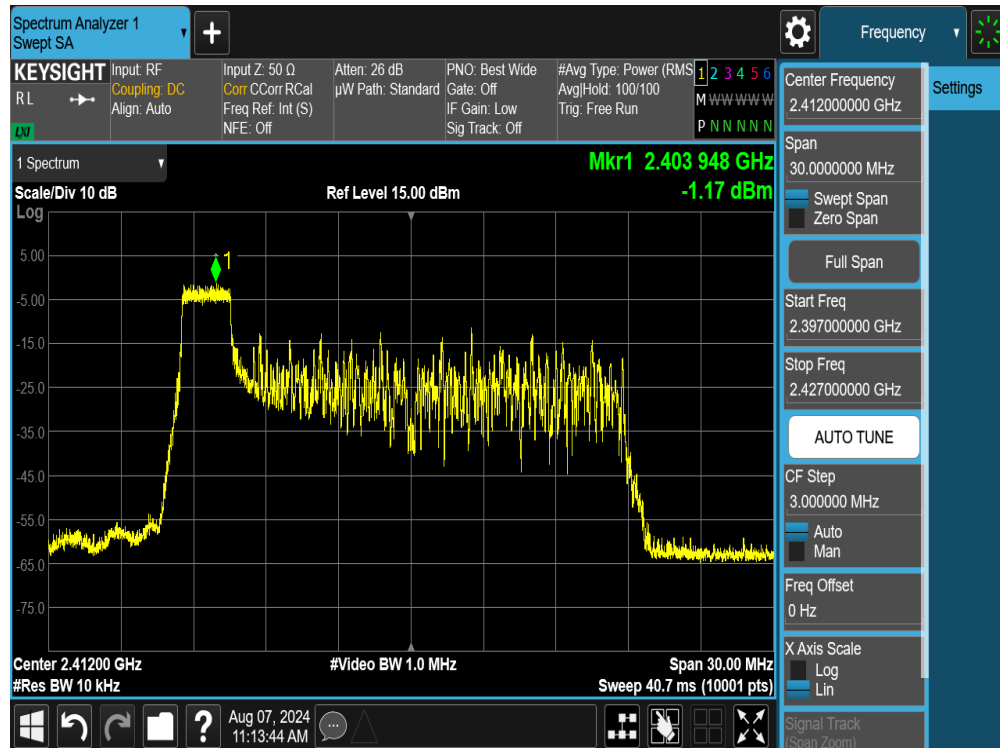 Spectrum Analyzer 1
Swept SA
+
Frequency
KEYSIGHT
R L
LXI
Input: RF
Coupling: DC
Align: Auto
Input Z: 50 Ω
Corr CCorr RCal
Freq Ref: Int (S)
NFE: Off
Atten: 26 dB
µW Path: Standard
PNO: Best Wide
Gate: Off
IF Gain: Low
Sig Track: Off
#Avg Type: Power (RMS
Avg|Hold: 100/100
Trig: Free Run
1 2 3 4 5 6
M W W W W W
P N N N N N
1 Spectrum
Scale/Div 10 dB
Log
Ref Level 15.00 dBm
Mkr1 2.403 948 GHz
-1.17 dBm
1
5.00
-5.00
-15.0
-25.0
-35.0
-45.0
-55.0
-65.0
-75.0
Center 2.41200 GHz
#Res BW 10 kHz
#Video BW 1.0 MHz
Span 30.00 MHz
Sweep 40.7 ms (10001 pts)
Center Frequency
2.412000000 GHz
Span
30.0000000 MHz
Swept Span
Zero Span
Full Span
Start Freq
2.397000000 GHz
Stop Freq
2.427000000 GHz
AUTO TUNE
CF Step
3.000000 MHz
Auto
Man
Freq Offset
0 Hz
X Axis Scale
Log
Lin
Signal Track
(Span Zoom)
Settings
?
Aug 07, 2024
11:13:44 AM